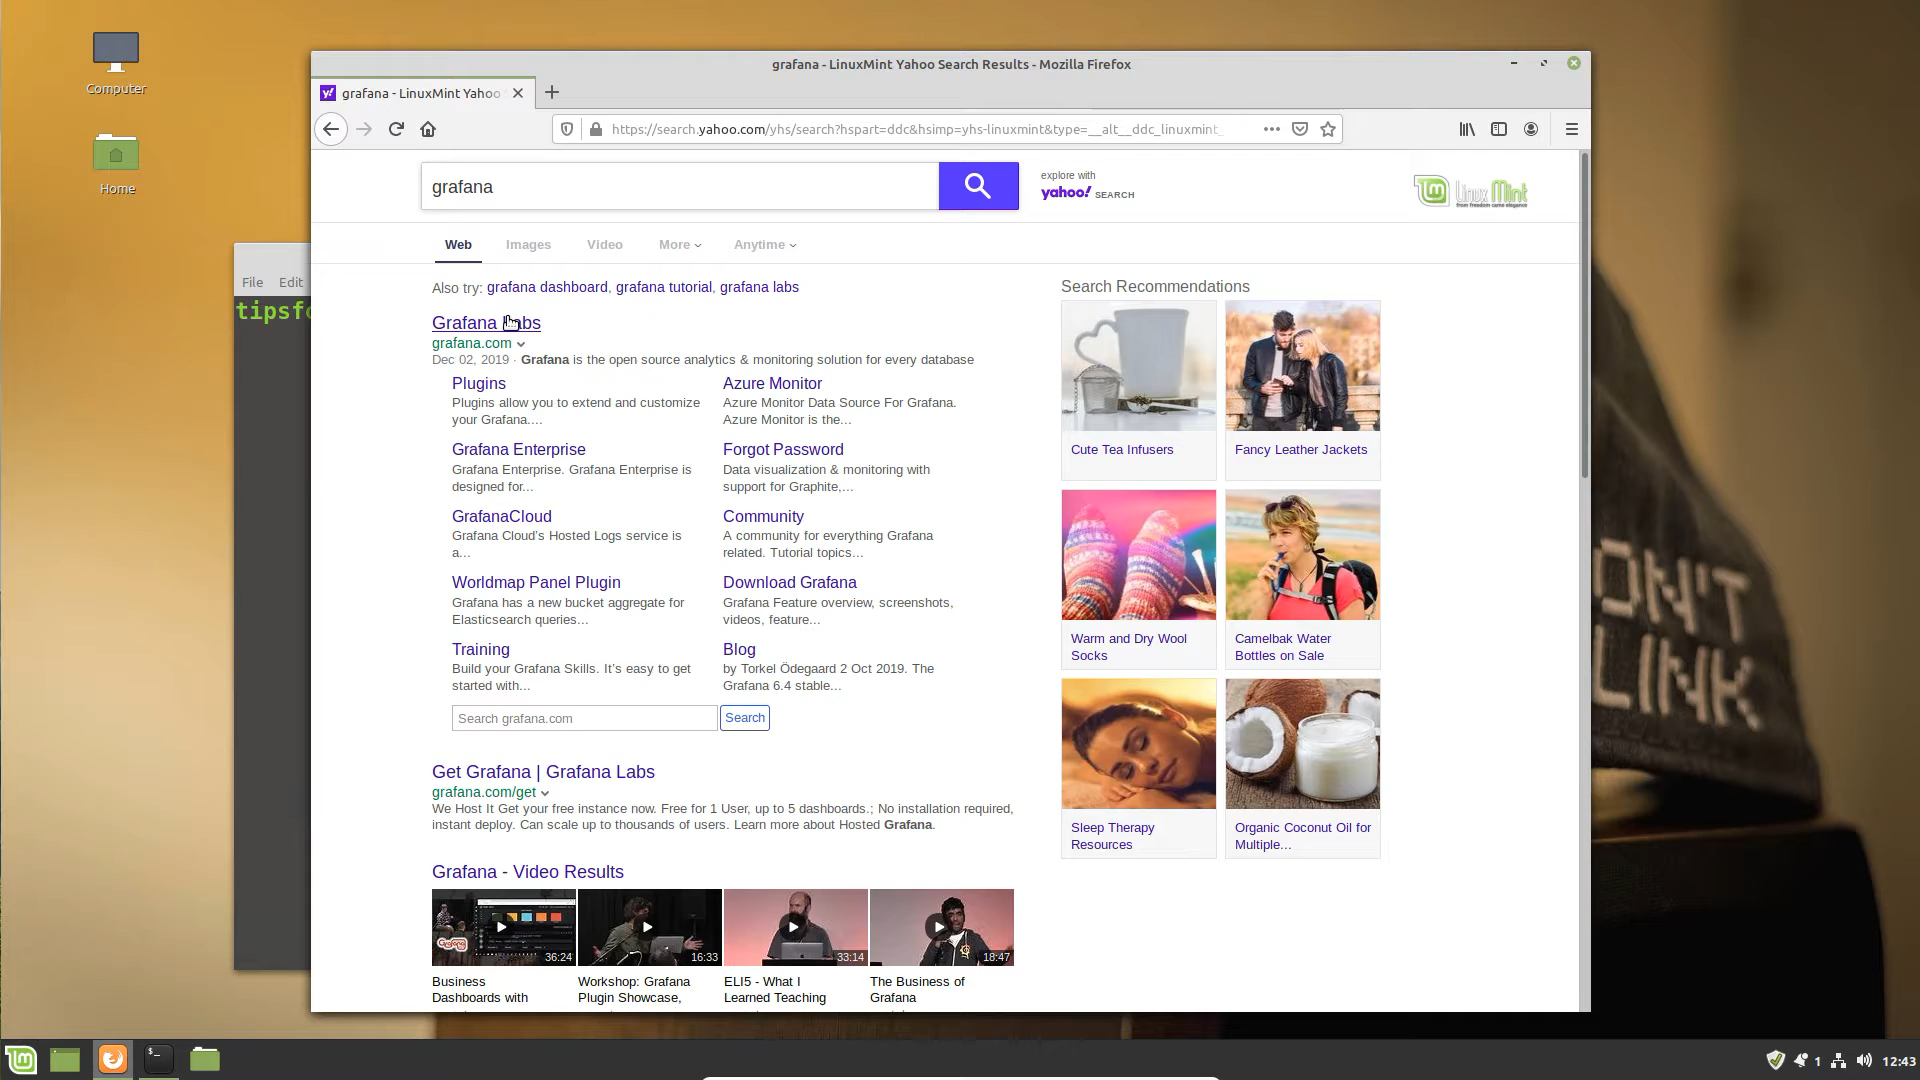 Computer
Home
File Edit
tipsfo
grafana - LinuxMint Yahoo Search Results - Mozilla Firefox
grafana - LinuxMint Yahoo
https://search.yahoo.com/yhs/search?hspart=ddc&hsimp=yhs-linuxmint&type=__alt__ddc_linuxmint_
grafana
explore with
yahoo! SEARCH
Linux Mint
from freedom came elegance
Web Images Video More Anytime
Also try: grafana dashboard, grafana tutorial, grafana labs
Grafana Labs
grafana.com
Dec 02, 2019 · Grafana is the open source analytics & monitoring solution for every database
Plugins
Plugins allow you to extend and customize
your Grafana....
Azure Monitor
Azure Monitor Data Source For Grafana.
Azure Monitor is the...
Grafana Enterprise
Grafana Enterprise. Grafana Enterprise is
designed for...
Forgot Password
Data visualization & monitoring with
support for Graphite,...
GrafanaCloud
Grafana Cloud's Hosted Logs service is
a...
Community
A community for everything Grafana
related. Tutorial topics...
Worldmap Panel Plugin
Grafana has a new bucket aggregate for
Elasticsearch queries...
Download Grafana
Grafana Feature overview, screenshots,
videos, feature...
Training
Build your Grafana Skills. It's easy to get
started with...
Blog
by Torkel Ödegaard 2 Oct 2019. The
Grafana 6.4 stable...
Search grafana.com
Search
Get Grafana | Grafana Labs
grafana.com/get
We Host It Get your free instance now. Free for 1 User, up to 5 dashboards.; No installation required,
instant deploy. Can scale up to thousands of users. Learn more about Hosted Grafana.
Grafana - Video Results
36:24
16:33
33:14
18:47
Business
Dashboards with
Workshop: Grafana
Plugin Showcase,
ELI5 - What I
Learned Teaching
The Business of
Grafana
Search Recommendations
Cute Tea Infusers
Fancy Leather Jackets
Warm and Dry Wool
Socks
Camelbak Water
Bottles on Sale
Sleep Therapy
Resources
Organic Coconut Oil for
Multiple...
ON'T
LINK
1
12:43